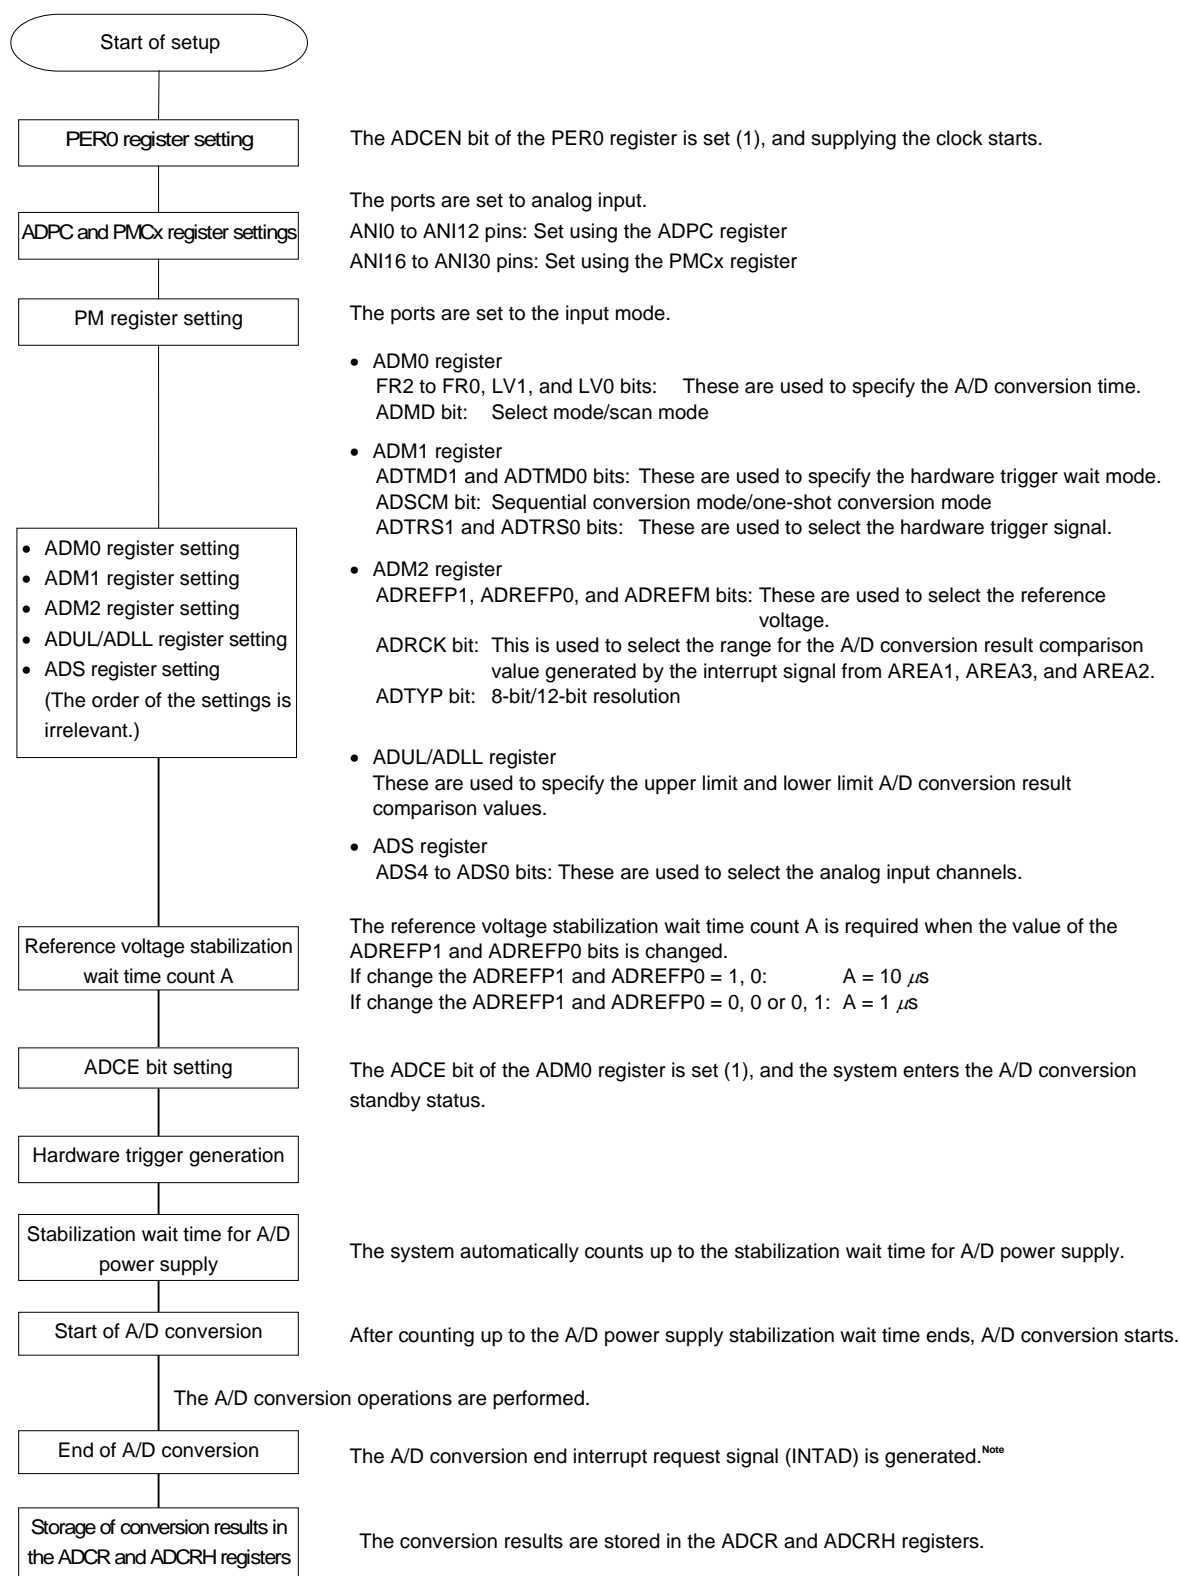 Start of setup
PER0 register setting
The ADCEN bit of the PER0 register is set (1), and supplying the clock starts.
ADPC and PMCx register settings
The ports are set to analog input.
ANI0 to ANI12 pins: Set using the ADPC register
ANI16 to ANI30 pins: Set using the PMCx register
PM register setting
The ports are set to the input mode.
• ADM0 register setting
• ADM1 register setting
• ADM2 register setting
• ADUL/ADLL register setting
• ADS register setting
(The order of the settings is
irrelevant.)
• ADM0 register
FR2 to FR0, LV1, and LV0 bits: These are used to specify the A/D conversion time.
ADMD bit: Select mode/scan mode
• ADM1 register
ADTMD1 and ADTMD0 bits: These are used to specify the hardware trigger wait mode.
ADSCM bit: Sequential conversion mode/one-shot conversion mode
ADTRS1 and ADTRS0 bits: These are used to select the hardware trigger signal.
• ADM2 register
ADREFP1, ADREFP0, and ADREFM bits: These are used to select the reference
voltage.
ADRCK bit: This is used to select the range for the A/D conversion result comparison
value generated by the interrupt signal from AREA1, AREA3, and AREA2.
ADTYP bit: 8-bit/12-bit resolution
• ADUL/ADLL register
These are used to specify the upper limit and lower limit A/D conversion result
comparison values.
• ADS register
ADS4 to ADS0 bits: These are used to select the analog input channels.
Reference voltage stabilization
wait time count A
The reference voltage stabilization wait time count A is required when the value of the
ADREFP1 and ADREFP0 bits is changed.
If change the ADREFP1 and ADREFP0 = 1, 0: A = 10 μs
If change the ADREFP1 and ADREFP0 = 0, 0 or 0, 1: A = 1 μs
ADCE bit setting
The ADCE bit of the ADM0 register is set (1), and the system enters the A/D conversion
standby status.
Hardware trigger generation
Stabilization wait time for A/D
power supply
The system automatically counts up to the stabilization wait time for A/D power supply.
Start of A/D conversion
After counting up to the A/D power supply stabilization wait time ends, A/D conversion starts.
The A/D conversion operations are performed.
End of A/D conversion
The A/D conversion end interrupt request signal (INTAD) is generated.Note
Storage of conversion results in
the ADCR and ADCRH registers
The conversion results are stored in the ADCR and ADCRH registers.